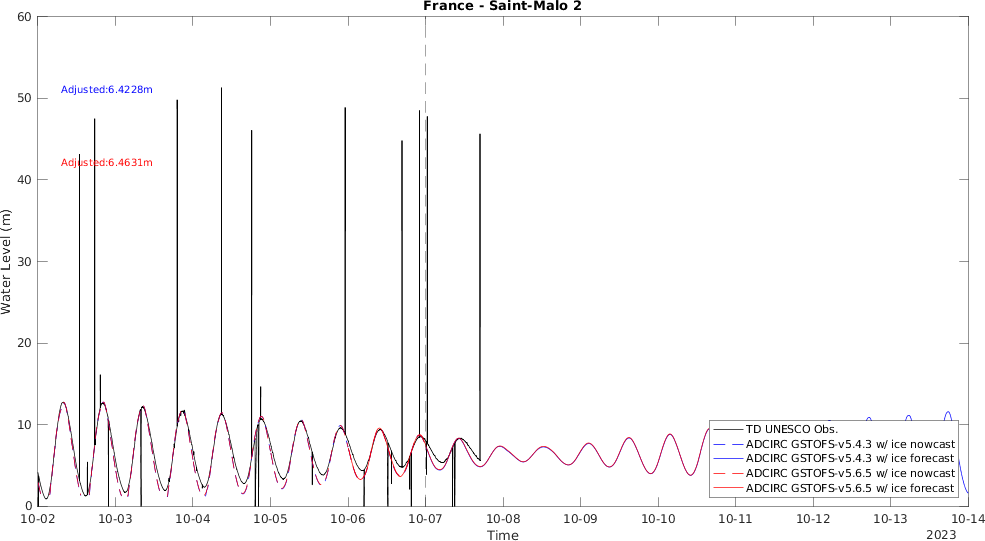 France - Saint-Malo 2
60
50
40
30
20
10
0
Water Level (m)
Adjusted:6.4228m
Adjusted:6.4631m
TD UNESCO Obs.
ADCIRC GSTOFS-v5.4.3 w/ ice nowcast
ADCIRC GSTOFS-v5.4.3 w/ ice forecast
ADCIRC GSTOFS-v5.6.5 w/ ice nowcast
ADCIRC GSTOFS-v5.6.5 w/ ice forecast
10-02 10-03 10-04 10-05 10-06 10-07 10-08 10-09 10-10 10-11 10-12 10-13 10-14
Time
2023